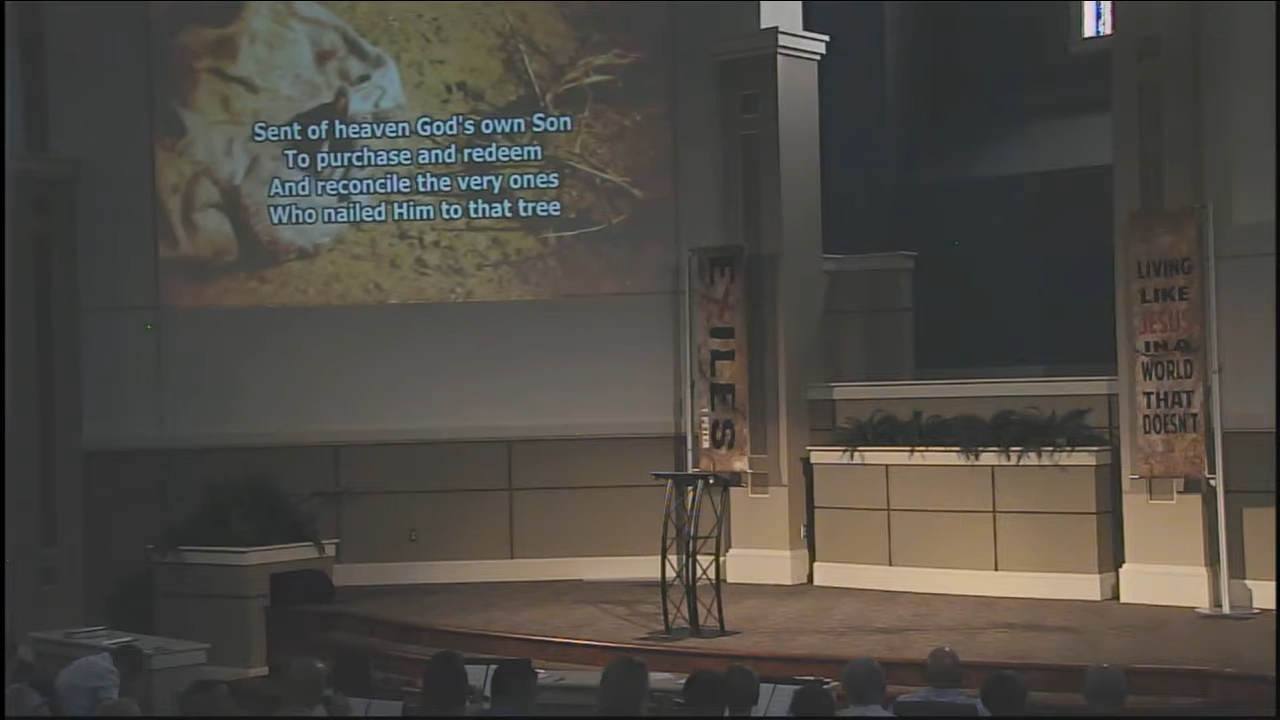 Sent of heaven God's own Son
To purchase and redeem
And reconcile the very ones
Who nailed Him to that tree
EXILES
LIVING
LIKE
JESUS
IN A
WORLD
THAT
DOESN'T